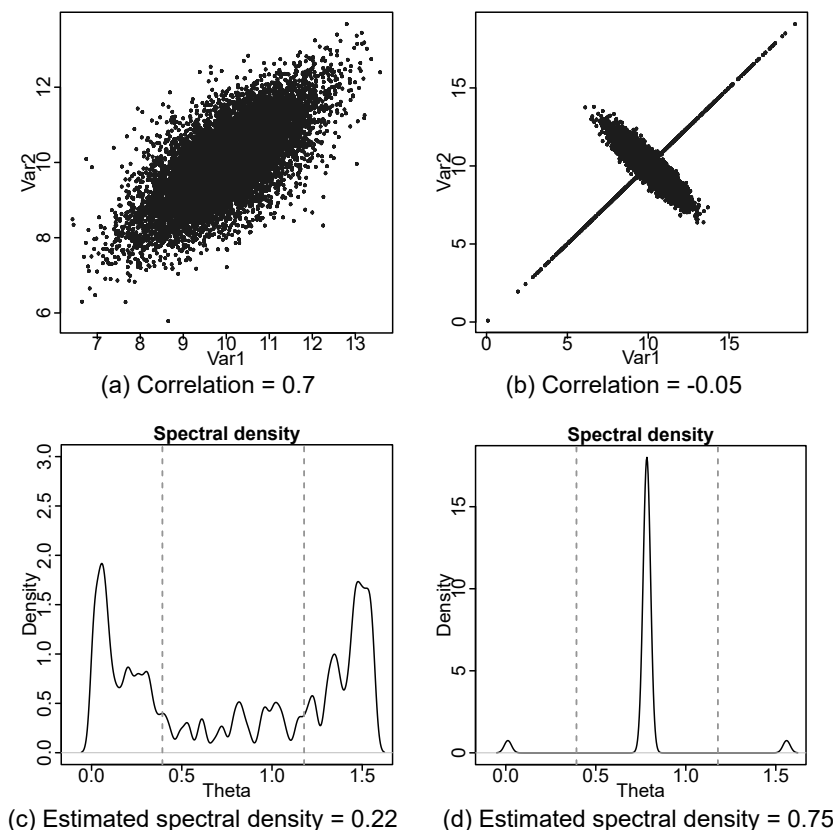 12
10
8
6
Var2
7 8 9 10 11 12 13
Var1
(a) Correlation = 0.7
15
10
5
0
Var2
0 5 10 15
Var1
(b) Correlation = -0.05
Spectral density
3.0
2.5
2.0
1.5
1.0
0.5
0.0
Density
0.0 0.5 1.0 1.5
Theta
(c) Estimated spectral density = 0.22
Spectral density
15
10
5
0
Density
0.0 0.5 1.0 1.5
Theta
(d) Estimated spectral density = 0.75